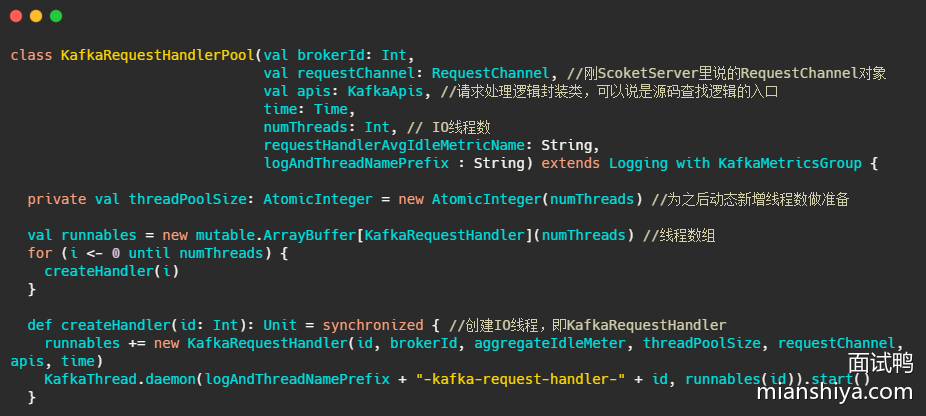 class KafkaRequestHandlerPool(val brokerId: Int,
val requestChannel: RequestChannel, //刚ScoketServer里说的RequestChannel对象
val apis: KafkaApis, //请求处理逻辑封装类，可以说是源码查找逻辑的入口
time: Time,
numThreads: Int, // IO线程数
requestHandlerAvgIdleMetricName: String,
logAndThreadNamePrefix : String) extends Logging with KafkaMetricsGroup {
private val threadPoolSize: AtomicInteger = new AtomicInteger(numThreads) //为之后动态新增线程数做准备
val runnables = new mutable.ArrayBuffer[KafkaRequestHandler](numThreads) //线程数组
for (i <- 0 until numThreads) {
createHandler(i)
}
def createHandler(id: Int): Unit = synchronized { //创建IO线程，即KafkaRequestHandler
runnables += new KafkaRequestHandler(id, brokerId, aggregateIdleMeter, threadPoolSize, requestChannel,
apis, time)
KafkaThread.daemon(logAndThreadNamePrefix + "-kafka-request-handler-" + id, runnables(id)).start()
}
面试鸭
mianshiya.com